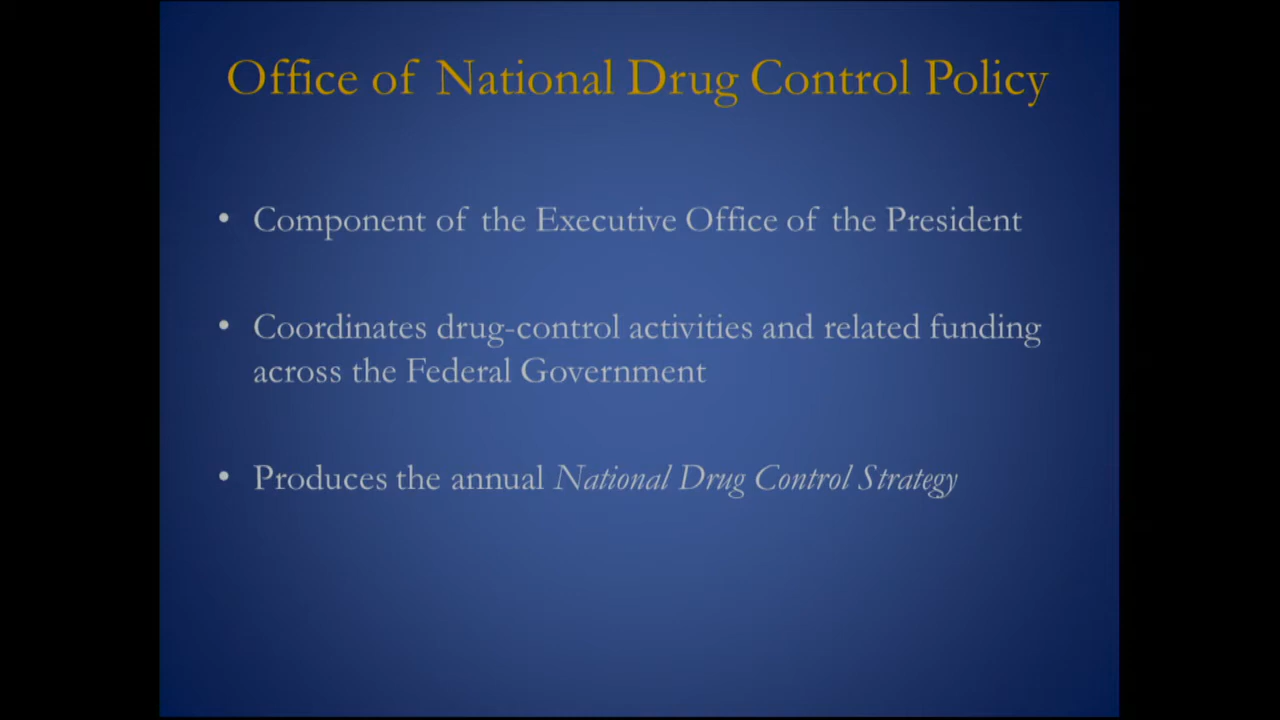 Office of National Drug Control Policy
• Component of the Executive Office of the President
• Coordinates drug-control activities and related funding
across the Federal Government
• Produces the annual National Drug Control Strategy